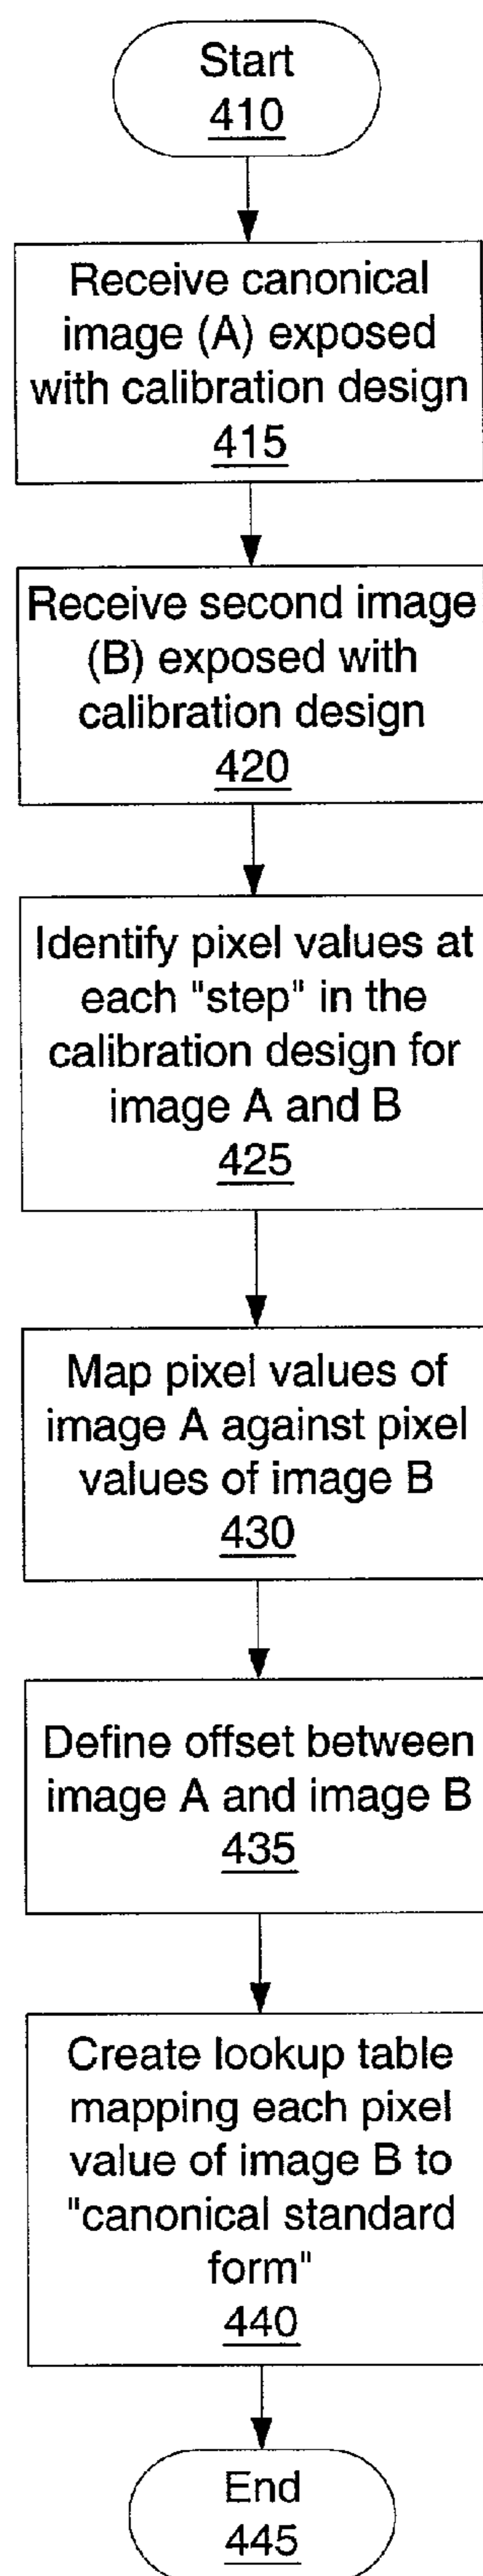 Start
410
Receive canonical
image (A) exposed
with calibration design
415
Receive second image
(B) exposed with
calibration design
420
Identify pixel values at
each "step" in the
calibration design for
image A and B
425
Map pixel values of
image A against pixel
values of image B
430
Define offset between
image A and image B
435
Create lookup table
mapping each pixel
value of image B to
"canonical standard
form"
440
End
445